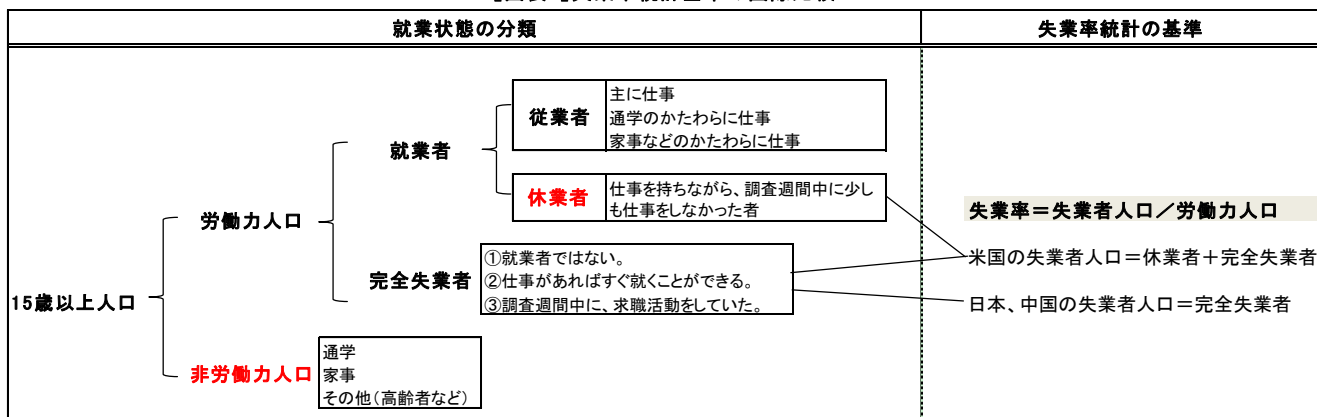 就業状態の分類
失業率統計の基準
15歳以上人口
労働力人口
就業者
従業者
主に仕事
通学のかたわらに仕事
家事などのかたわらに仕事
休業者
仕事を持ちながら、調査週間中に少し
も仕事をしなかった者
完全失業者
①就業者ではない。
②仕事があればすぐ就くことができる。
③調査週間中に、求職活動をしていた。
非労働力人口
通学
家事
その他(高齢者など)
失業率=失業者人口/労働力人口
米国の失業者人口=休業者+完全失業者
日本、中国の失業者人口=完全失業者